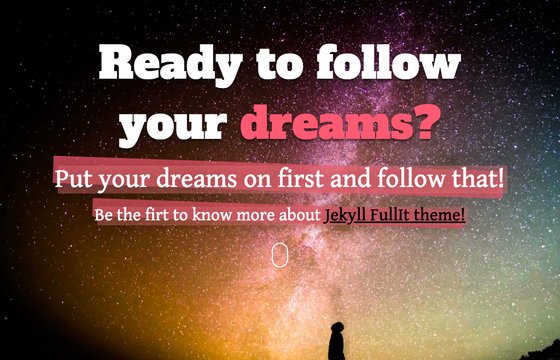 Ready to follow
your dreams?
Put your dreams on first and follow that!
Be the firt to know more about Jekyll FullIt theme!